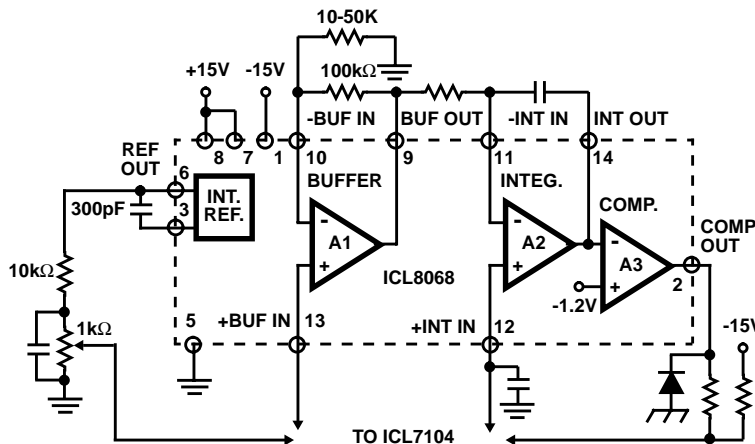 10-50K
+15V
-15V
100kΩ
-BUF IN
BUF OUT
-INT IN
INT OUT
REF
OUT
8
7
1
10
9
11
14
6
BUFFER
INTEG.
COMP.
INT.
REF.
COMP
OUT
300pF
3
-
A1
+
-
A2
+
-
A3
+
ICL8068
-1.2V
2
10kΩ
5
+BUF IN
13
+INT IN
12
-15V
1kΩ
TO ICL7104